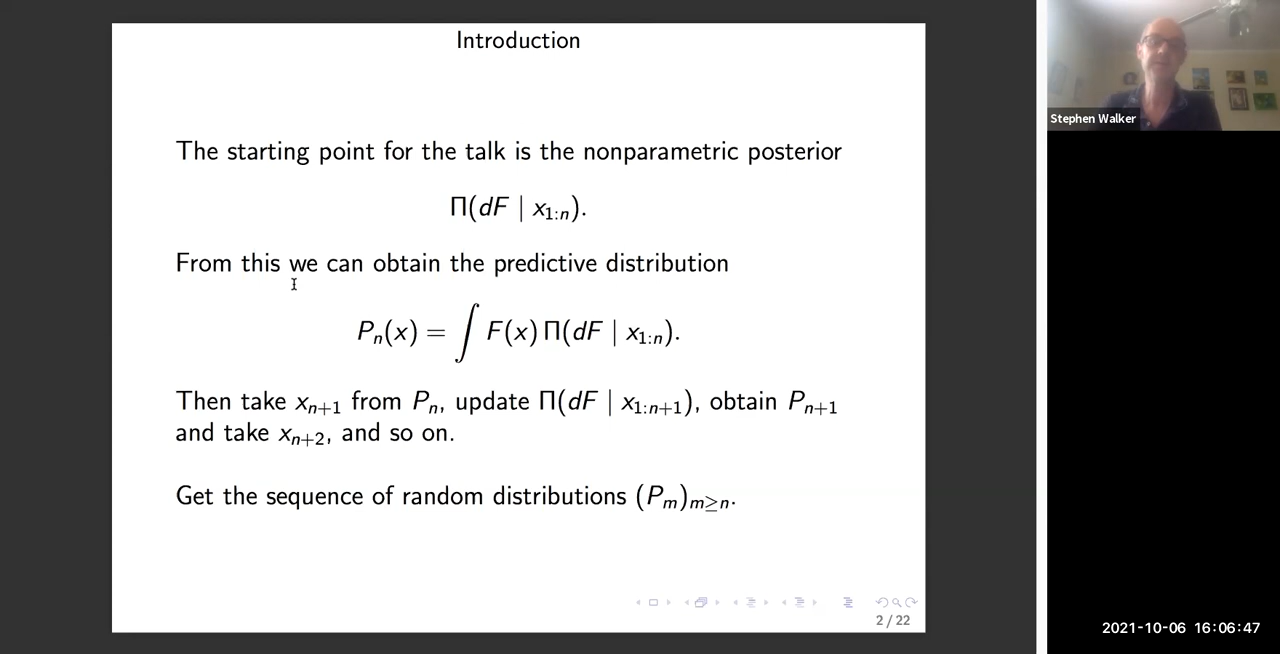 Introduction
The starting point for the talk is the nonparametric posterior
Π(dF | x₁:ₙ).
From this we can obtain the predictive distribution
Pₙ(x) = ∫ F(x) Π(dF | x₁:ₙ).
Then take xₙ₊₁ from Pₙ, update Π(dF | x₁:ₙ₊₁), obtain Pₙ₊₁
and take xₙ₊₂, and so on.
Get the sequence of random distributions (Pₘ)ₘ≥ₙ.
2 / 22
Stephen Walker
2021-10-06 16:06:47